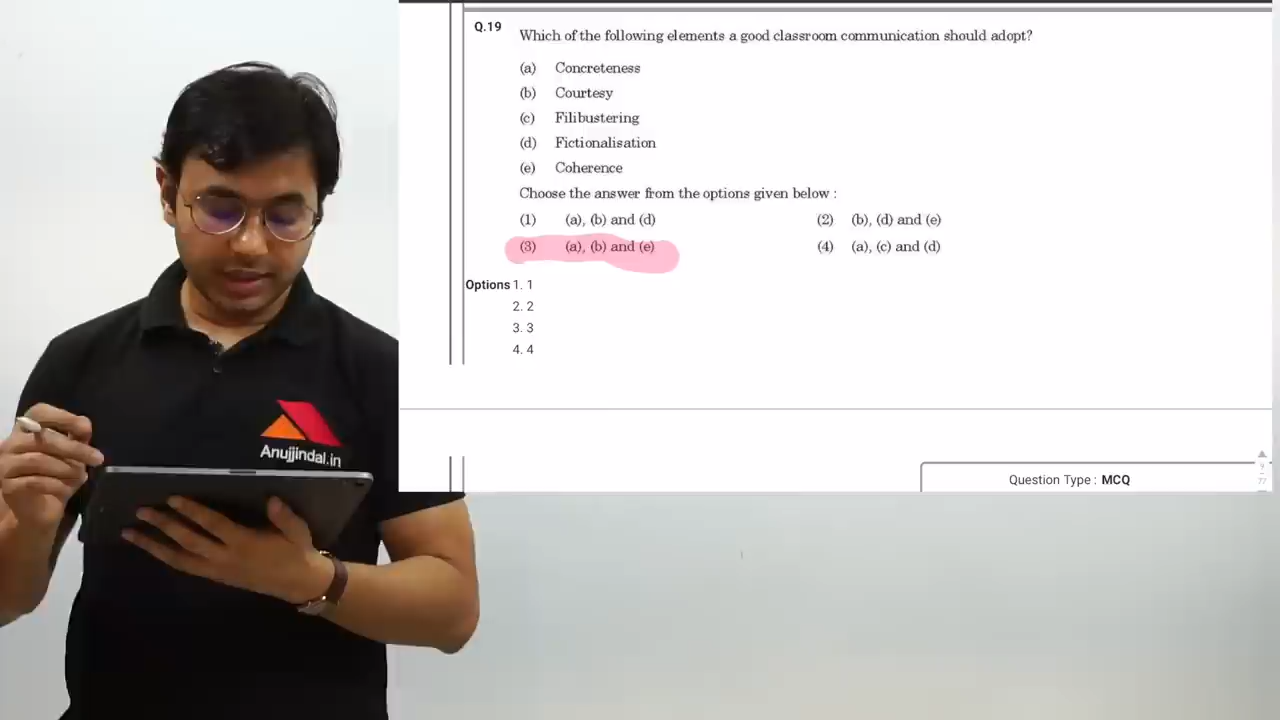 Q.19 Which of the following elements a good classroom communication should adopt?
(a) Concreteness
(b) Courtesy
(c) Filibustering
(d) Fictionalisation
(e) Coherence
Choose the answer from the options given below :
(1) (a), (b) and (d) (2) (b), (d) and (e)
(3) (a), (b) and (e) (4) (a), (c) and (d)
Options 1. 1
2. 2
3. 3
4. 4
Anujjindal.in
9
77
Question Type : MCQ